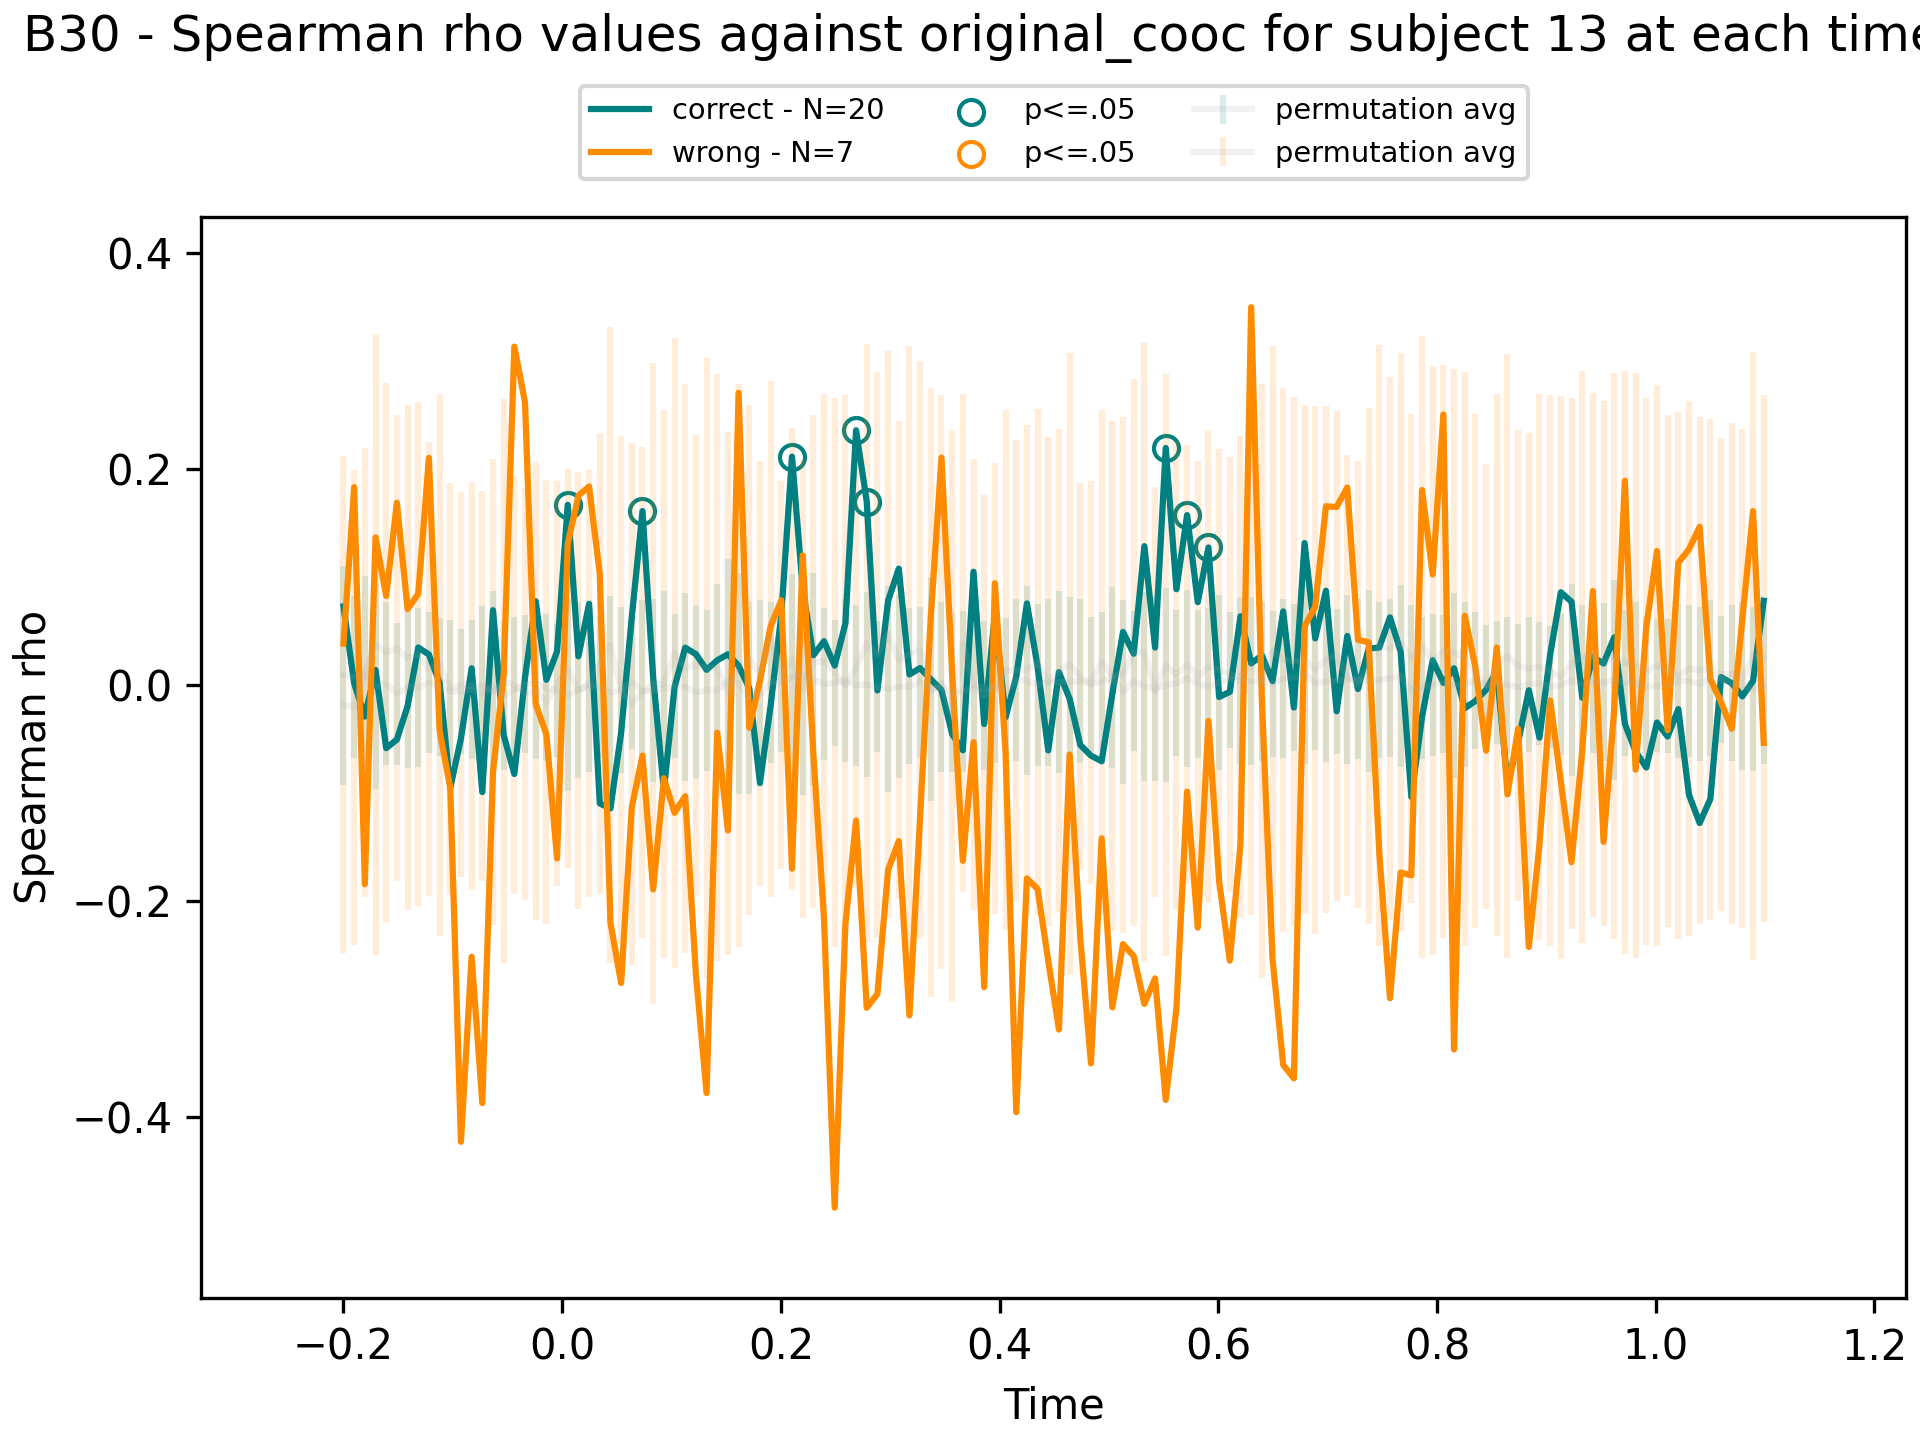 B30 - Spearman rho values against original_cooc for subject 13 at each time
correct - N=20 p<=.05 permutation avg
wrong - N=7 p<=.05 permutation avg
0.4
0.2
0.0
−0.2
−0.4
Spearman rho
−0.2 0.0 0.2 0.4 0.6 0.8 1.0 1.2
Time